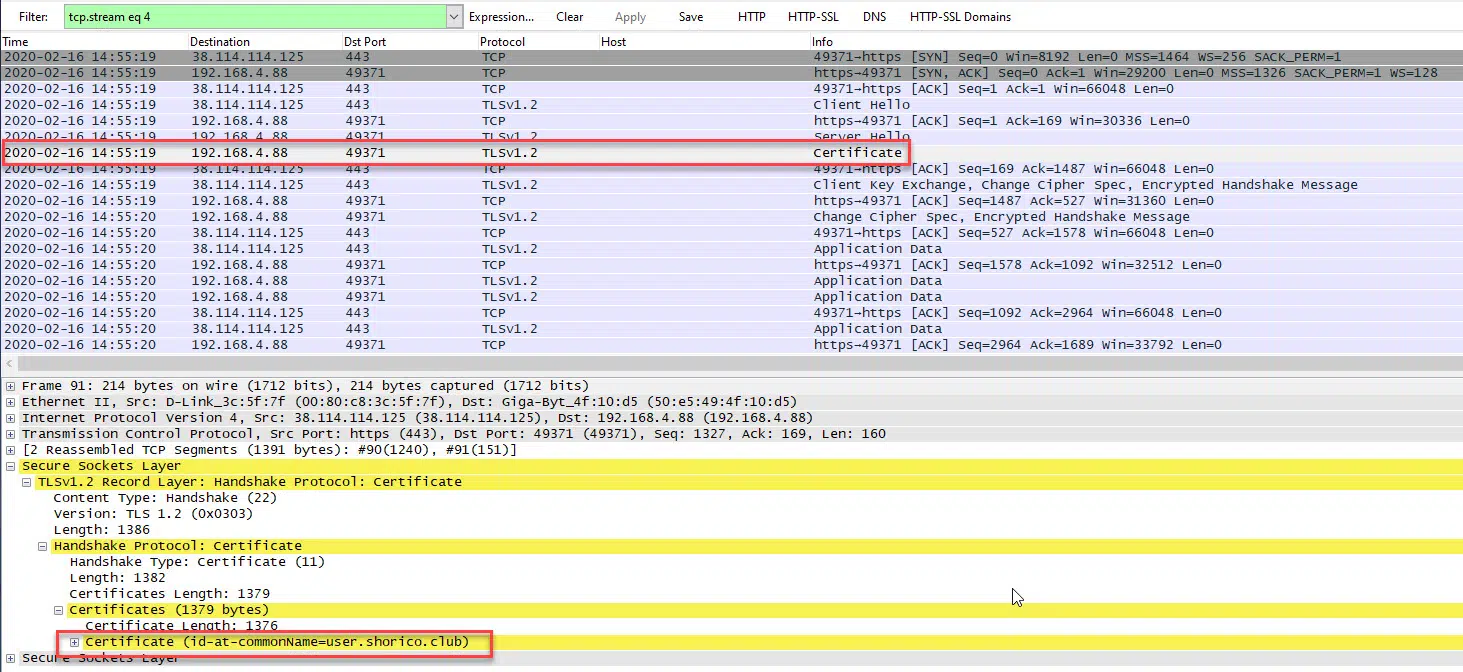 Filter: tcp.stream eq 4 Expression... Clear Apply Save HTTP HTTP-SSL DNS HTTP-SSL Domains
Time Destination Dst Port Protocol Host Info
2020-02-16 14:55:19 38.114.114.125 443 TCP 49371→https [SYN] Seq=0 Win=8192 Len=0 MSS=1464 WS=256 SACK_PERM=1
2020-02-16 14:55:19 192.168.4.88 49371 TCP https→49371 [SYN, ACK] Seq=0 Ack=1 Win=29200 Len=0 MSS=1326 SACK_PERM=1 WS=128
2020-02-16 14:55:19 38.114.114.125 443 TCP 49371→https [ACK] Seq=1 Ack=1 Win=66048 Len=0
2020-02-16 14:55:19 38.114.114.125 443 TLSv1.2 Client Hello
2020-02-16 14:55:19 192.168.4.88 49371 TCP https→49371 [ACK] Seq=1 Ack=169 Win=30336 Len=0
2020-02-16 14:55:19 192.168.4.88 49371 TLSv1.2 Server Hello
2020-02-16 14:55:19 192.168.4.88 49371 TLSv1.2 Certificate
2020-02-16 14:55:19 38.114.114.125 443 TCP 49371→https [ACK] Seq=169 Ack=1487 Win=66048 Len=0
2020-02-16 14:55:19 38.114.114.125 443 TLSv1.2 Client Key Exchange, Change Cipher Spec, Encrypted Handshake Message
2020-02-16 14:55:19 192.168.4.88 49371 TCP https→49371 [ACK] Seq=1487 Ack=527 Win=31360 Len=0
2020-02-16 14:55:20 192.168.4.88 49371 TLSv1.2 Change Cipher Spec, Encrypted Handshake Message
2020-02-16 14:55:20 38.114.114.125 443 TCP 49371→https [ACK] Seq=527 Ack=1578 Win=66048 Len=0
2020-02-16 14:55:20 38.114.114.125 443 TLSv1.2 Application Data
2020-02-16 14:55:20 192.168.4.88 49371 TCP https→49371 [ACK] Seq=1578 Ack=1092 Win=32512 Len=0
2020-02-16 14:55:20 192.168.4.88 49371 TLSv1.2 Application Data
2020-02-16 14:55:20 192.168.4.88 49371 TLSv1.2 Application Data
2020-02-16 14:55:20 38.114.114.125 443 TCP 49371→https [ACK] Seq=1092 Ack=2964 Win=66048 Len=0
2020-02-16 14:55:20 38.114.114.125 443 TLSv1.2 Application Data
2020-02-16 14:55:20 192.168.4.88 49371 TCP https→49371 [ACK] Seq=2964 Ack=1689 Win=33792 Len=0
Frame 91: 214 bytes on wire (1712 bits), 214 bytes captured (1712 bits)
Ethernet II, Src: D-Link_3c:5f:7f (00:80:c8:3c:5f:7f), Dst: Giga-Byt_4f:10:d5 (50:e5:49:4f:10:d5)
Internet Protocol Version 4, Src: 38.114.114.125 (38.114.114.125), Dst: 192.168.4.88 (192.168.4.88)
Transmission Control Protocol, Src Port: https (443), Dst Port: 49371 (49371), Seq: 1327, Ack: 169, Len: 160
[2 Reassembled TCP Segments (1391 bytes): #90(1240), #91(151)]
Secure Sockets Layer
TLSv1.2 Record Layer: Handshake Protocol: Certificate
Content Type: Handshake (22)
Version: TLS 1.2 (0x0303)
Length: 1386
Handshake Protocol: Certificate
Handshake Type: Certificate (11)
Length: 1382
Certificates Length: 1379
Certificates (1379 bytes)
Certificate Length: 1376
Certificate (id-at-commonName=user.shorico.club)
Secure Sockets Layer